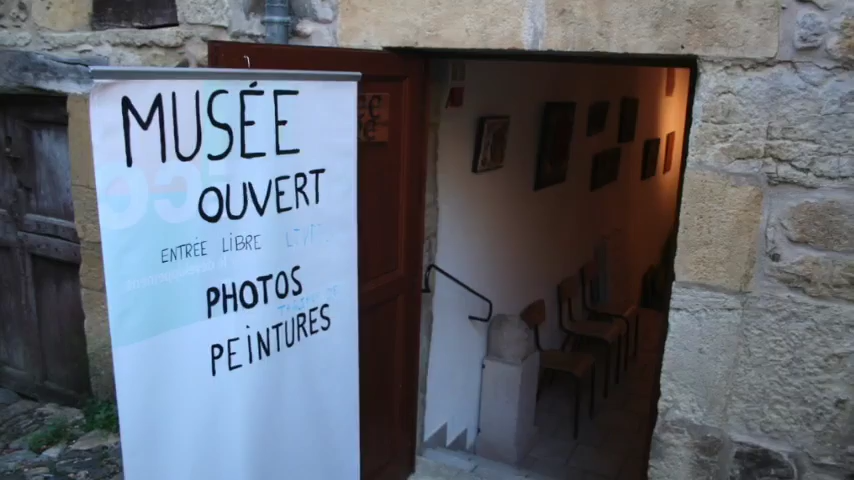 MUSÉE
OUVERT
ENTRÉE LIBRE
PHOTOS
PEINTURES